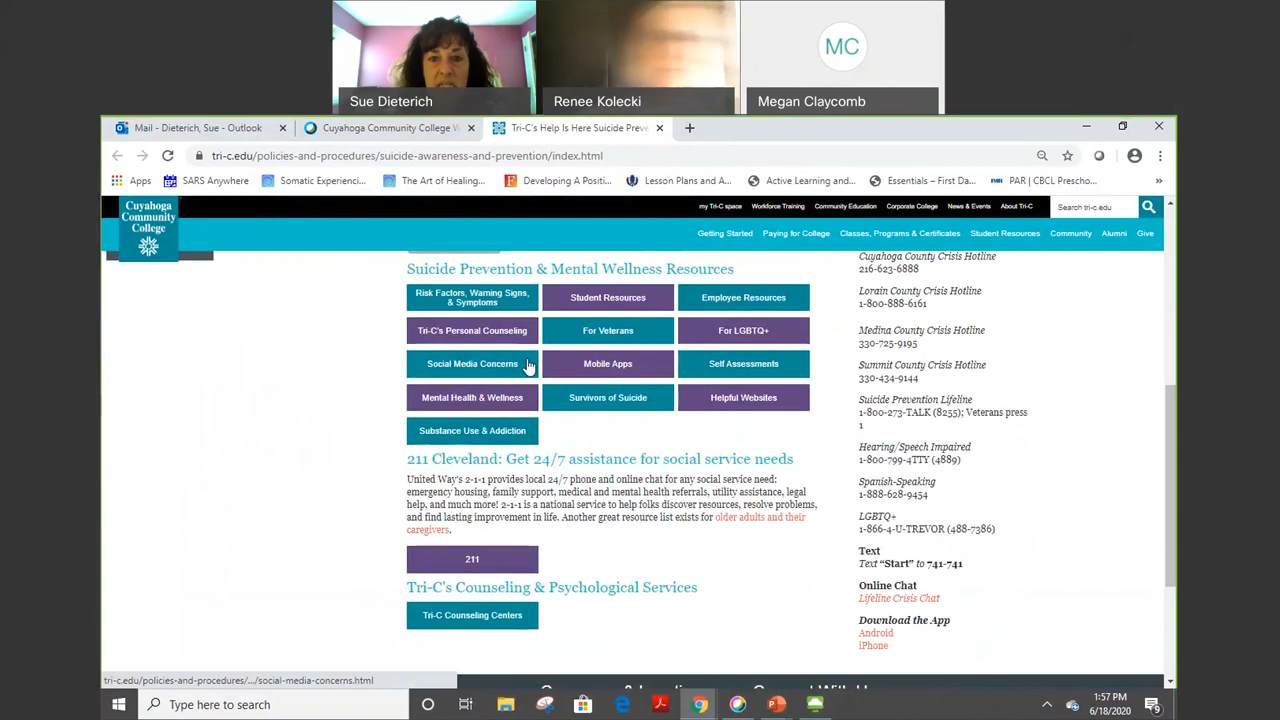 MC
Sue Dieterich
Renee Kolecki
Megan Claycomb
Mail - Dieterich, Sue - Outlook
Cuyahoga Community College W
Tri-C's Help Is Here Suicide Preve
tri-c.edu/policies-and-procedures/suicide-awareness-and-prevention/index.html
Apps
SARS Anywhere
Somatic Experienci...
The Art of Healing...
Developing A Positi...
Lesson Plans and A...
Active Learning and...
Essentials – First Da...
PAR | CBCL Prescho...
»
Cuyahoga
Community
College
my Tri-C space
Workforce Training
Community Education
Corporate College
News & Events
About Tri-C
Search tri-c.edu
Getting Started
Paying for College
Classes, Programs & Certificates
Student Resources
Community
Alumni
Give
Suicide Prevention & Mental Wellness Resources
Risk Factors, Warning Signs,
& Symptoms
Student Resources
Employee Resources
Tri-C's Personal Counseling
For Veterans
For LGBTQ+
Social Media Concerns
Mobile Apps
Self Assessments
Mental Health & Wellness
Survivors of Suicide
Helpful Websites
Substance Use & Addiction
211 Cleveland: Get 24/7 assistance for social service needs
United Way's 2-1-1 provides local 24/7 phone and online chat for any social service need:
emergency housing, family support, medical and mental health referrals, utility assistance, legal
help, and much more! 2-1-1 is a national service to help folks discover resources, resolve problems,
and find lasting improvement in life. Another great resource list exists for older adults and their
caregivers.
211
Tri-C's Counseling & Psychological Services
Tri-C Counseling Centers
Cuyahoga County Crisis Hotline
216-623-6888
Lorain County Crisis Hotline
1-800-888-6161
Medina County Crisis Hotline
330-725-9195
Summit County Crisis Hotline
330-434-9144
Suicide Prevention Lifeline
1-800-273-TALK (8255); Veterans press
1
Hearing/Speech Impaired
1-800-799-4TTY (4889)
Spanish-Speaking
1-888-628-9454
LGBTQ+
1-866-4-U-TREVOR (488-7386)
Text
Text “Start” to 741-741
Online Chat
Lifeline Crisis Chat
Download the App
Android
iPhone
tri-c.edu/policies-and-procedures/.../social-media-concerns.html
Type here to search
1:57 PM
6/18/2020